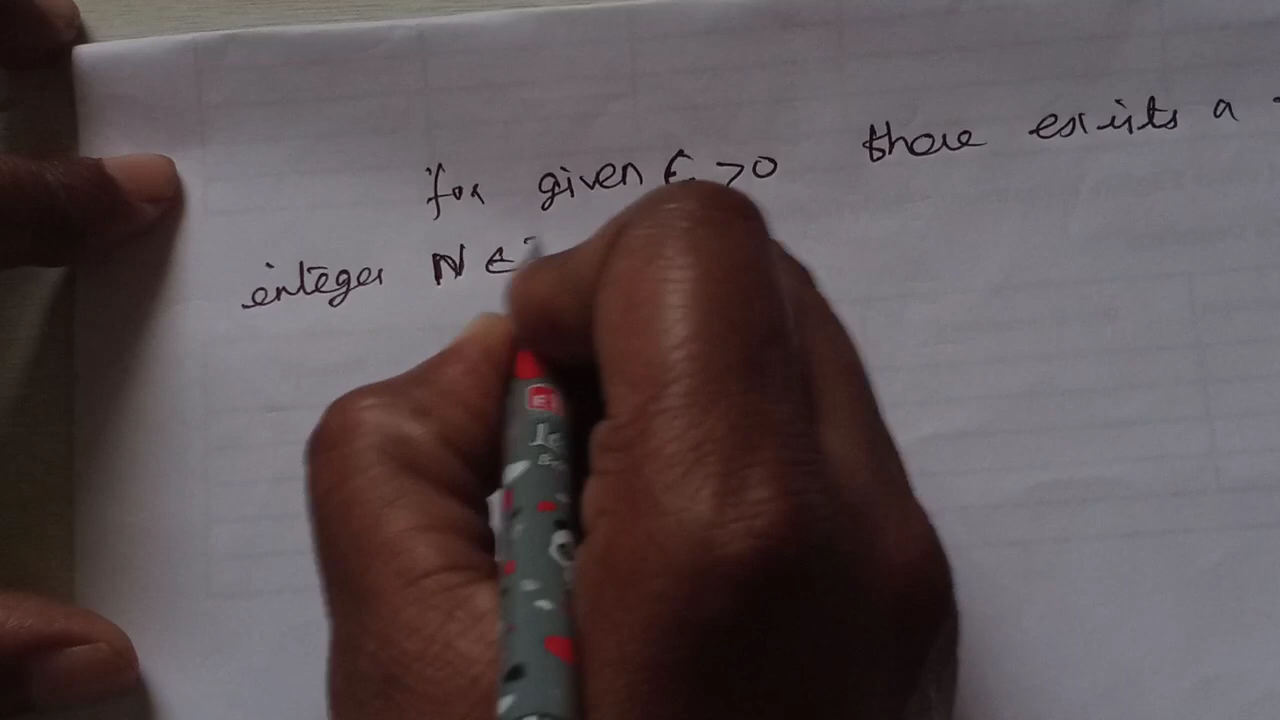 for given ε >0 there exists a
integer N ∈